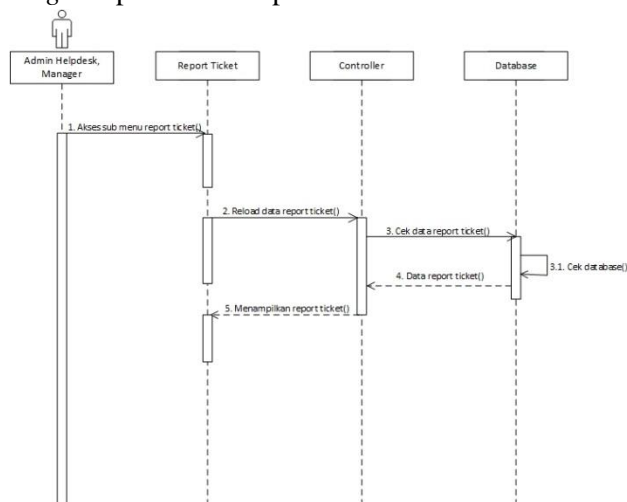 Admin Helpdesk,
Manager
Report Ticket
Controller
Database
1. Akses sub menu report ticket()
2. Reload data report ticket()
3. Cek data report ticket()
3.1. Cek database()
4. Data report ticket()
5. Menampilkan report ticket()